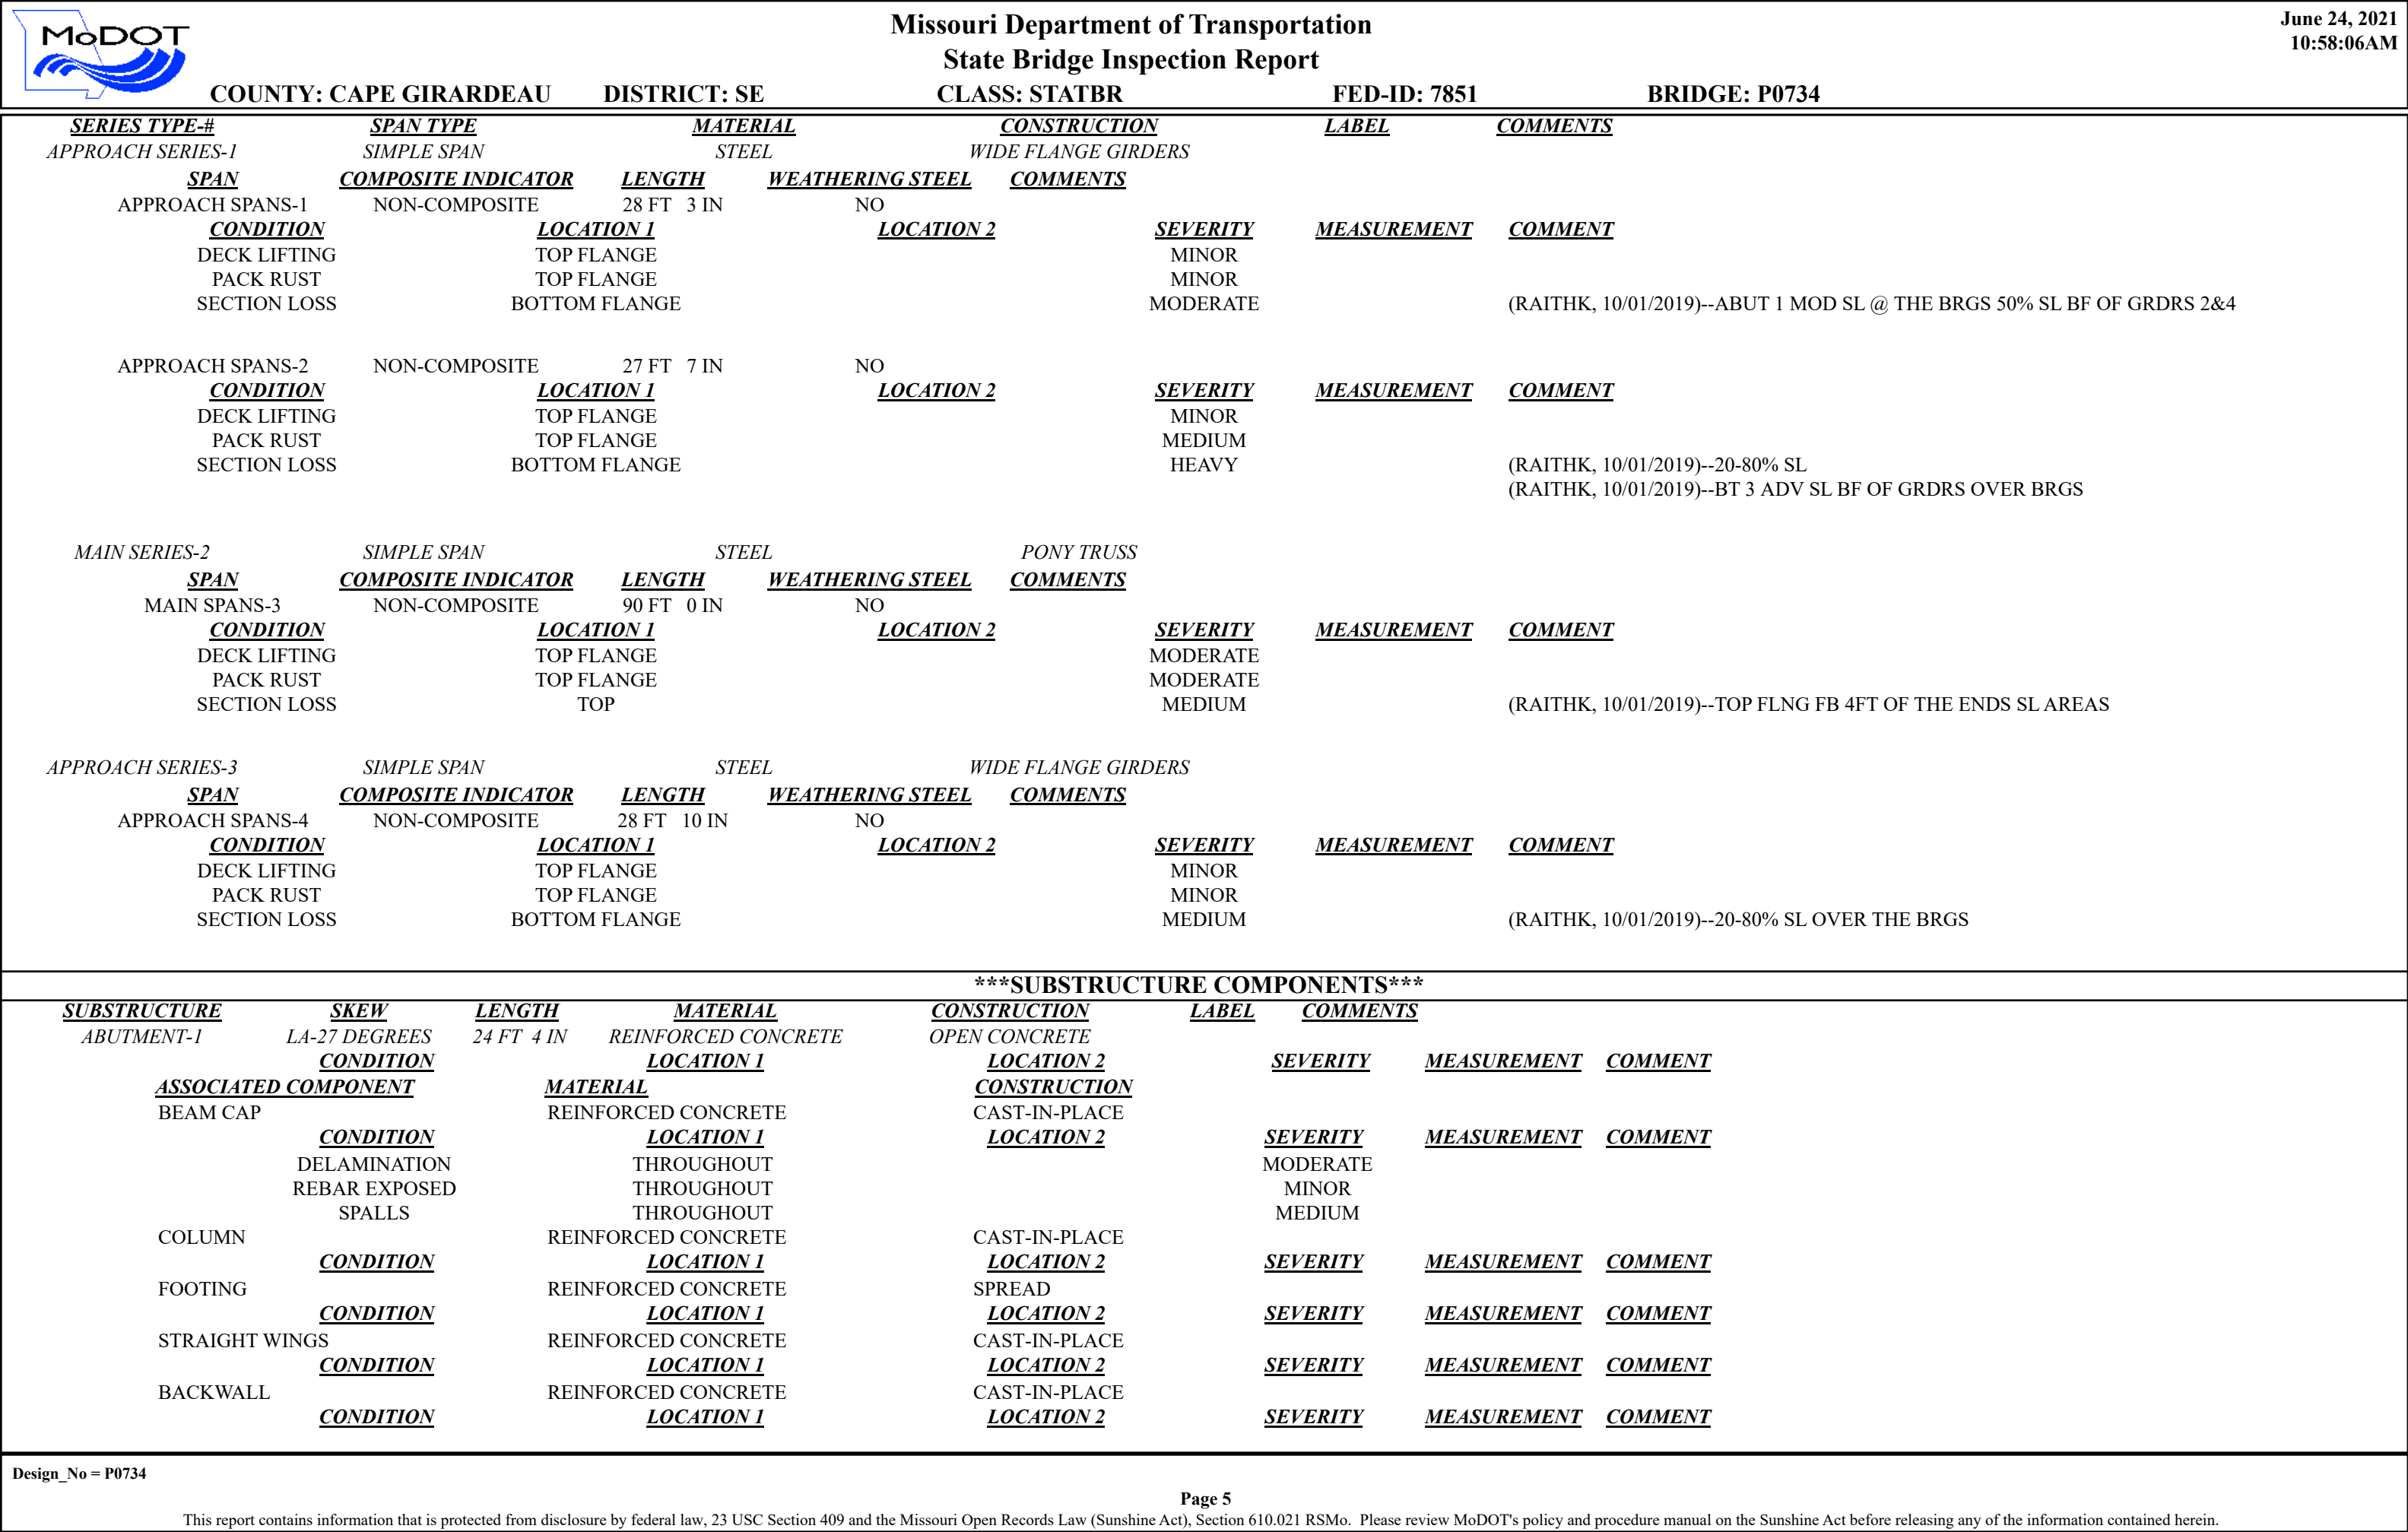 MoDOT
Missouri Department of Transportation
State Bridge Inspection Report
June 24, 2021
10:58:06AM
COUNTY: CAPE GIRARDEAU DISTRICT: SE CLASS: STATBR FED-ID: 7851 BRIDGE: P0734
SERIES TYPE-# SPAN TYPE MATERIAL CONSTRUCTION LABEL COMMENTS
APPROACH SERIES-1 SIMPLE SPAN STEEL WIDE FLANGE GIRDERS
SPAN COMPOSITE INDICATOR LENGTH WEATHERING STEEL COMMENTS
APPROACH SPANS-1 NON-COMPOSITE 28 FT 3 IN NO
CONDITION LOCATION 1 LOCATION 2 SEVERITY MEASUREMENT COMMENT
DECK LIFTING TOP FLANGE MINOR
PACK RUST TOP FLANGE MINOR
SECTION LOSS BOTTOM FLANGE MODERATE (RAITHK, 10/01/2019)--ABUT 1 MOD SL @ THE BRGS 50% SL BF OF GRDRS 2&4
APPROACH SPANS-2 NON-COMPOSITE 27 FT 7 IN NO
CONDITION LOCATION 1 LOCATION 2 SEVERITY MEASUREMENT COMMENT
DECK LIFTING TOP FLANGE MINOR
PACK RUST TOP FLANGE MEDIUM
SECTION LOSS BOTTOM FLANGE HEAVY (RAITHK, 10/01/2019)--20-80% SL
(RAITHK, 10/01/2019)--BT 3 ADV SL BF OF GRDRS OVER BRGS
MAIN SERIES-2 SIMPLE SPAN STEEL PONY TRUSS
SPAN COMPOSITE INDICATOR LENGTH WEATHERING STEEL COMMENTS
MAIN SPANS-3 NON-COMPOSITE 90 FT 0 IN NO
CONDITION LOCATION 1 LOCATION 2 SEVERITY MEASUREMENT COMMENT
DECK LIFTING TOP FLANGE MODERATE
PACK RUST TOP FLANGE MODERATE
SECTION LOSS TOP MEDIUM (RAITHK, 10/01/2019)--TOP FLNG FB 4FT OF THE ENDS SL AREAS
APPROACH SERIES-3 SIMPLE SPAN STEEL WIDE FLANGE GIRDERS
SPAN COMPOSITE INDICATOR LENGTH WEATHERING STEEL COMMENTS
APPROACH SPANS-4 NON-COMPOSITE 28 FT 10 IN NO
CONDITION LOCATION 1 LOCATION 2 SEVERITY MEASUREMENT COMMENT
DECK LIFTING TOP FLANGE MINOR
PACK RUST TOP FLANGE MINOR
SECTION LOSS BOTTOM FLANGE MEDIUM (RAITHK, 10/01/2019)--20-80% SL OVER THE BRGS
***SUBSTRUCTURE COMPONENTS***
SUBSTRUCTURE SKEW LENGTH MATERIAL CONSTRUCTION LABEL COMMENTS
ABUTMENT-1 LA-27 DEGREES 24 FT 4 IN REINFORCED CONCRETE OPEN CONCRETE
CONDITION LOCATION 1 LOCATION 2 SEVERITY MEASUREMENT COMMENT
ASSOCIATED COMPONENT MATERIAL CONSTRUCTION
BEAM CAP REINFORCED CONCRETE CAST-IN-PLACE
CONDITION LOCATION 1 LOCATION 2 SEVERITY MEASUREMENT COMMENT
DELAMINATION THROUGHOUT MODERATE
REBAR EXPOSED THROUGHOUT MINOR
SPALLS THROUGHOUT MEDIUM
COLUMN REINFORCED CONCRETE CAST-IN-PLACE
CONDITION LOCATION 1 LOCATION 2 SEVERITY MEASUREMENT COMMENT
FOOTING REINFORCED CONCRETE SPREAD
CONDITION LOCATION 1 LOCATION 2 SEVERITY MEASUREMENT COMMENT
STRAIGHT WINGS REINFORCED CONCRETE CAST-IN-PLACE
CONDITION LOCATION 1 LOCATION 2 SEVERITY MEASUREMENT COMMENT
BACKWALL REINFORCED CONCRETE CAST-IN-PLACE
CONDITION LOCATION 1 LOCATION 2 SEVERITY MEASUREMENT COMMENT
Design_No = P0734
Page 5
This report contains information that is protected from disclosure by federal law, 23 USC Section 409 and the Missouri Open Records Law (Sunshine Act), Section 610.021 RSMo. Please review MoDOT's policy and procedure manual on the Sunshine Act before releasing any of the information contained herein.